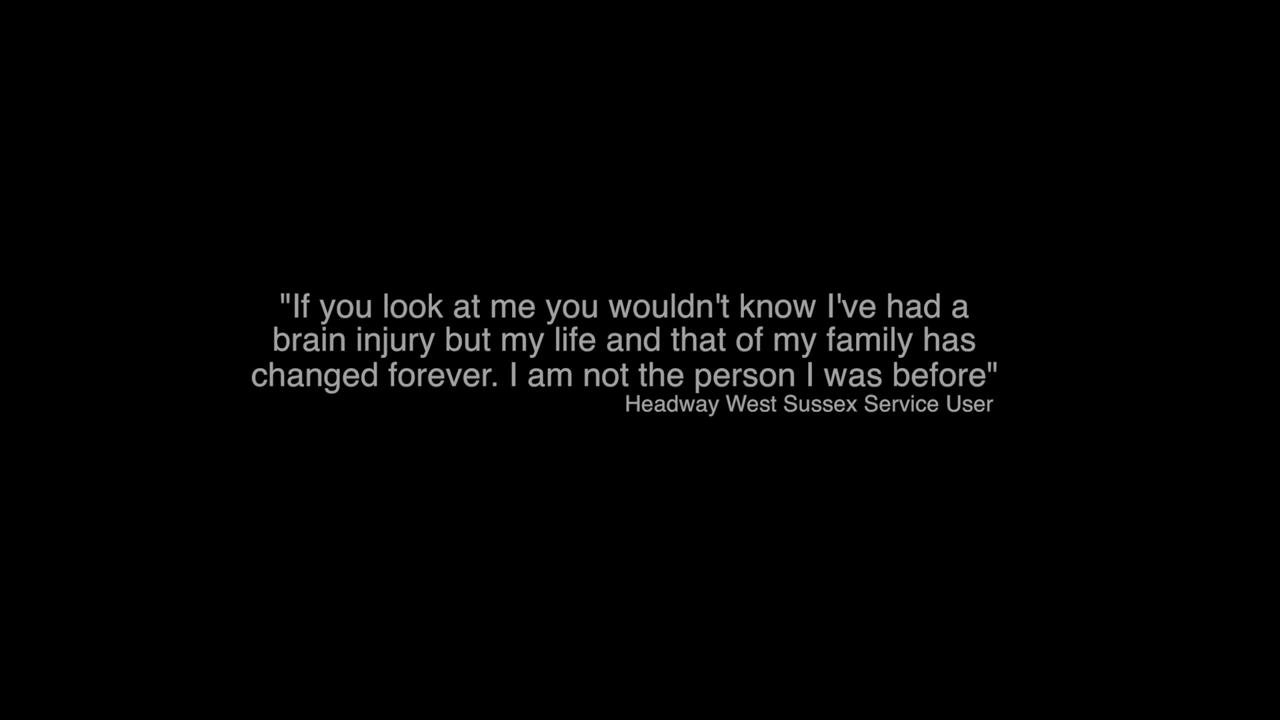 "If you look at me you wouldn't know I've had a
brain injury but my life and that of my family has
changed forever. I am not the person I was before"
Headway West Sussex Service User